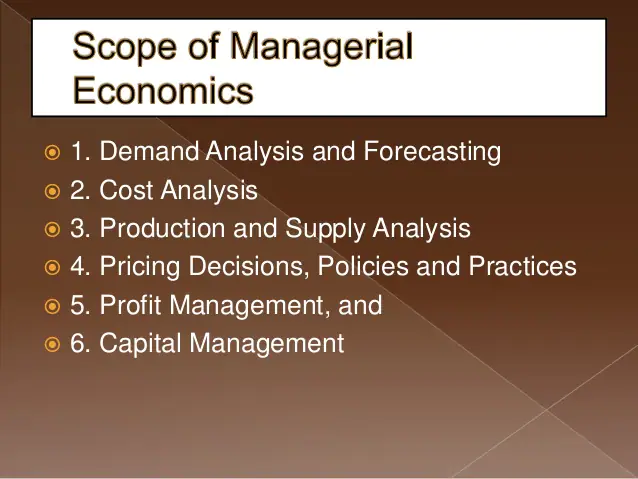 Scope of Managerial
Economics
1. Demand Analysis and Forecasting
2. Cost Analysis
3. Production and Supply Analysis
4. Pricing Decisions, Policies and Practices
5. Profit Management, and
6. Capital Management